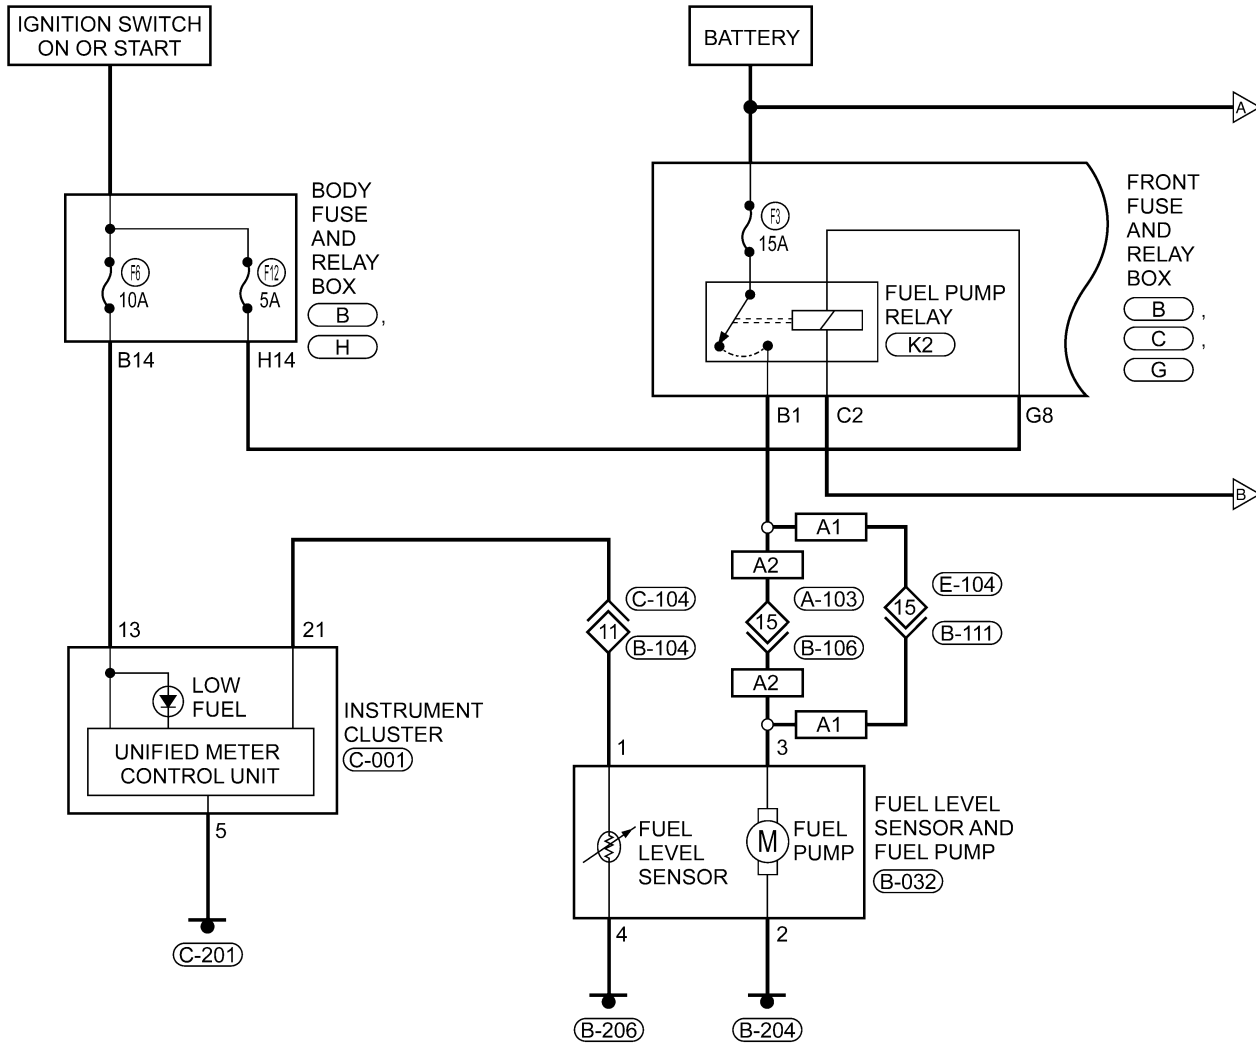 IGNITION SWITCH
ON OR START
BATTERY
A
BODY
FUSE
AND
RELAY
BOX
B ,
H
F6
10A
F12
5A
B14
H14
F3
15A
FUEL PUMP
RELAY
K2
FRONT
FUSE
AND
RELAY
BOX
B ,
C ,
G
B1
C2
G8
B
A1
A2
C-104
11
B-104
A-103
15
B-106
E-104
15
B-111
A2
A1
13
21
LOW
FUEL
UNIFIED METER
CONTROL UNIT
INSTRUMENT
CLUSTER
C-001
5
C-201
1
3
FUEL
LEVEL
SENSOR
M
FUEL
PUMP
FUEL LEVEL
SENSOR AND
FUEL PUMP
B-032
4
2
B-206
B-204